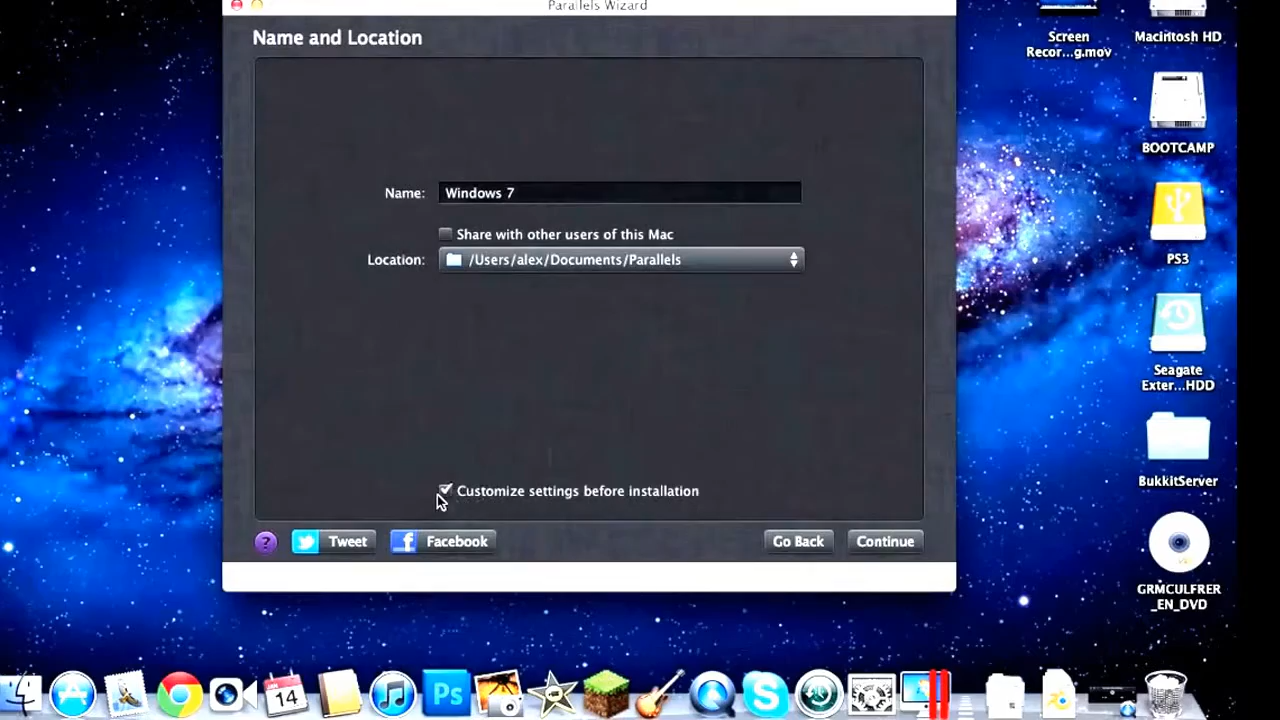 Parallels Wizard
Name and Location
Name:
Windows 7
Share with other users of this Mac
Location:
/Users/alex/Documents/Parallels
Customize settings before installation
?
Tweet
Facebook
Go Back
Continue
Screen
Recor...g.mov
Macintosh HD
BOOTCAMP
PS3
Seagate
Exter...HDD
BukkitServer
GRMCULFRER
_EN_DVD
JAN
14
Ps